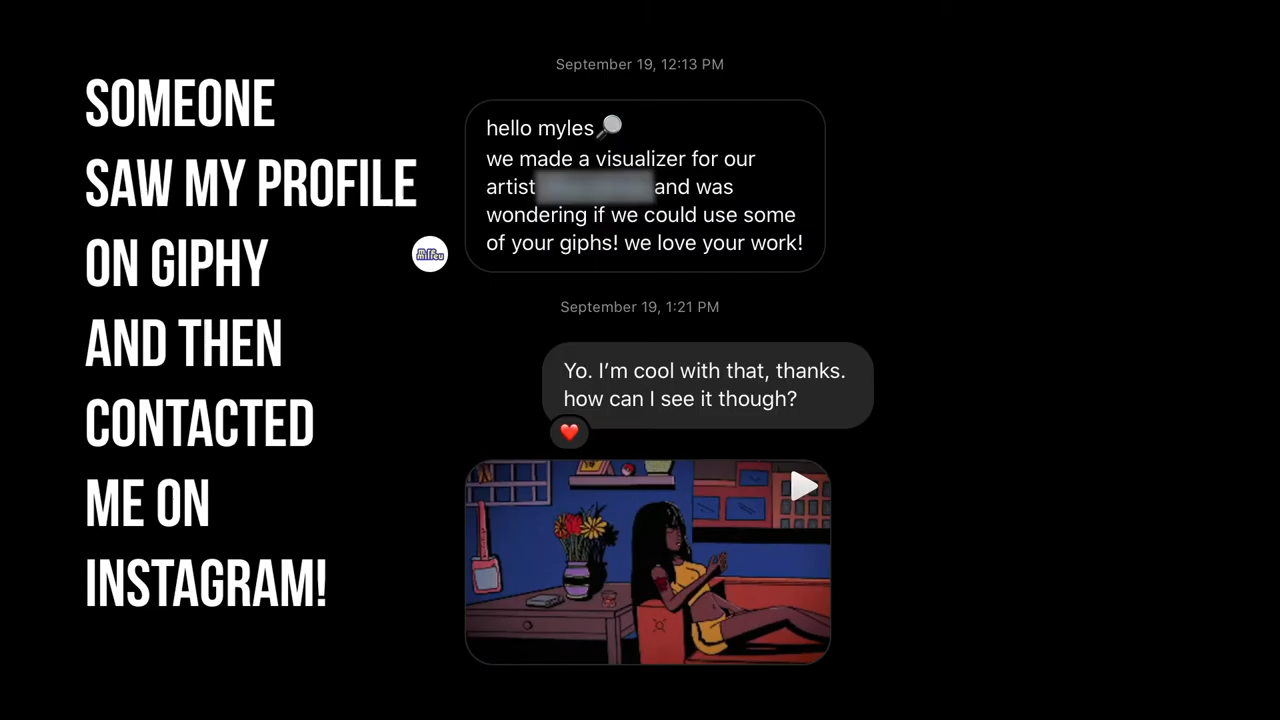 SOMEONE
SAW MY PROFILE
ON GIPHY
AND THEN
CONTACTED
ME ON
INSTAGRAM!
September 19, 12:13 PM
hello myles
we made a visualizer for our
artist and was
wondering if we could use some
of your giphs! we love your work!
September 19, 1:21 PM
Yo. I’m cool with that, thanks.
how can I see it though?